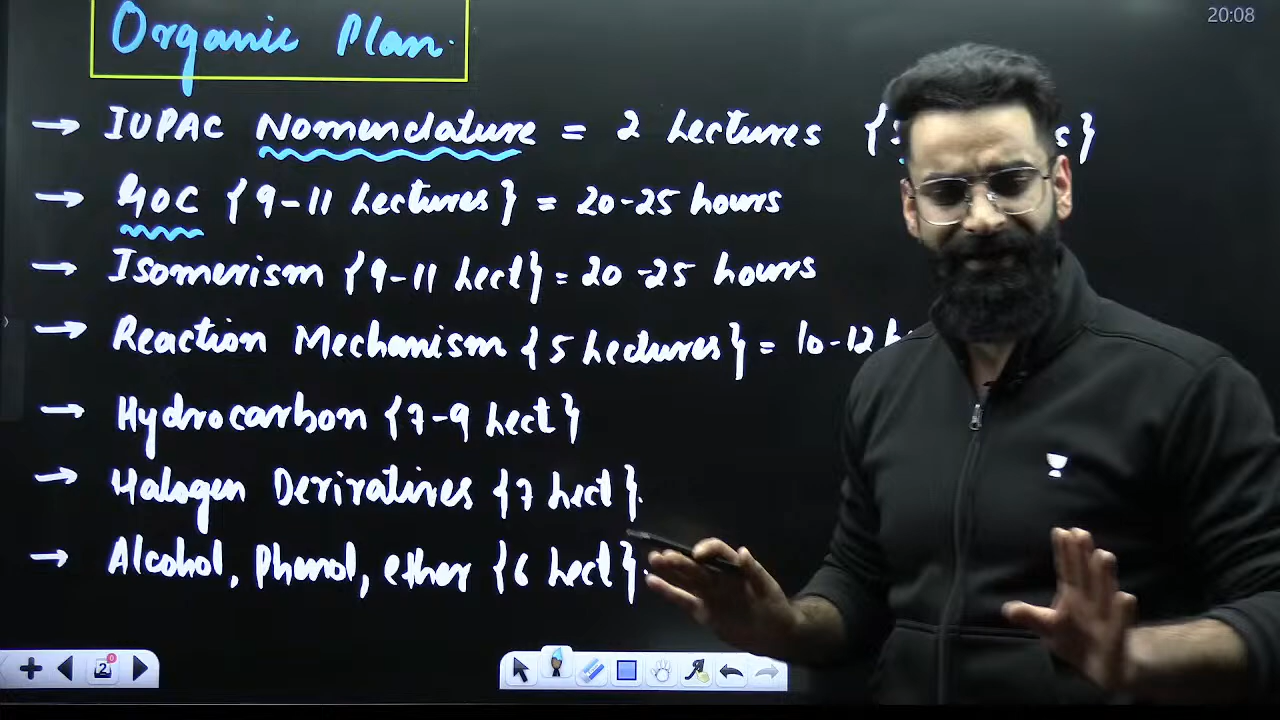 20:08
Organic Plan.
→ IUPAC Nomenclature = 2 Lectures { s }
→ GOC { 9-11 Lectures } = 20-25 hours
→ Isomerism { 9-11 Lect } = 20-25 hours
→ Reaction Mechanism { 5 Lectures } = 10-12 h
→ Hydrocarbon { 7-9 Lect }
→ Halogen Derivatives { 7 Lect }.
→ Alcohol, Phenol, ether { 6 Lect }.
2